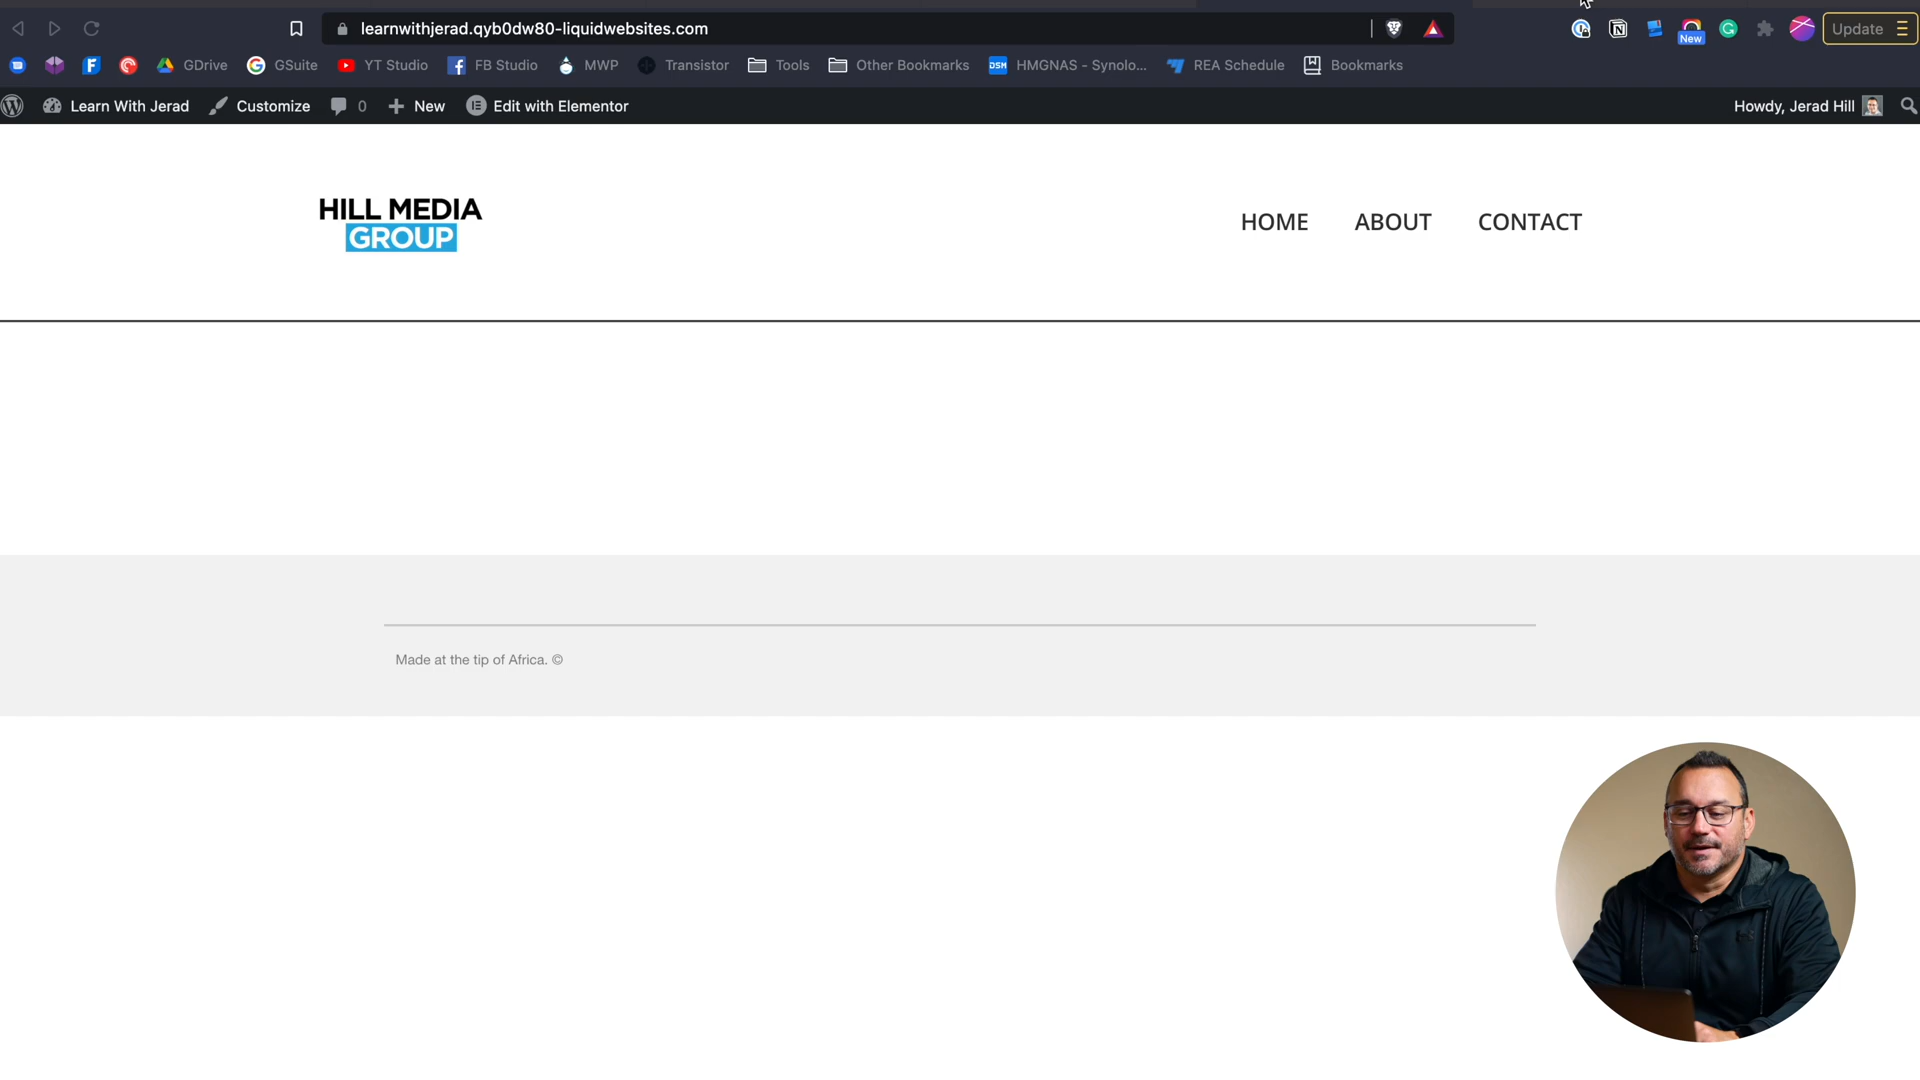 learnwithjerad.qyb0dw80-liquidwebsites.com
New
Update
GDrive
GSuite
YT Studio
FB Studio
MWP
Transistor
Tools
Other Bookmarks
DSM
HMGNAS - Synolo...
REA Schedule
Bookmarks
Learn With Jerad
Customize
0
New
Edit with Elementor
Howdy, Jerad Hill
HILL MEDIA
GROUP
HOME
ABOUT
CONTACT
Made at the tip of Africa. ©